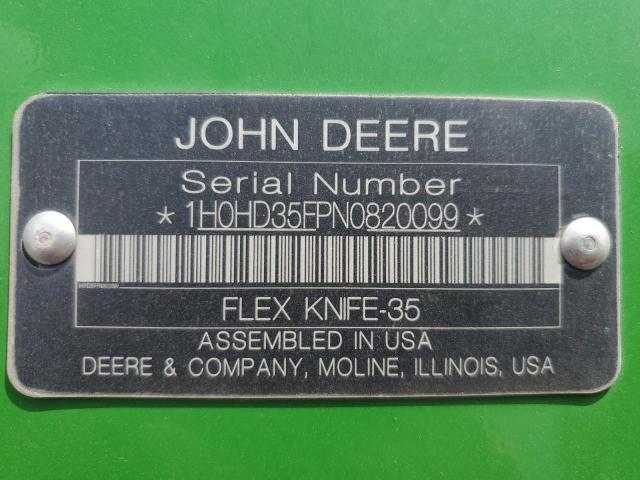 JOHN DEERE
Serial Number
*1H0HD35FPN0820099*
FLEX KNIFE-35
ASSEMBLED IN USA
DEERE & COMPANY, MOLINE, ILLINOIS, USA